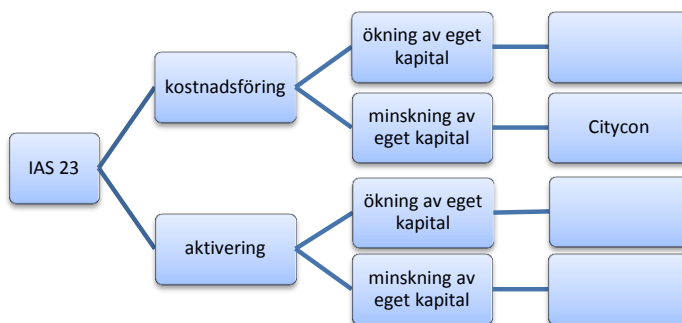 IAS 23
kostnadsföring
ökning av eget
kapital
minskning av
eget kapital
Citycon
aktivering
ökning av eget
kapital
minskning av
eget kapital